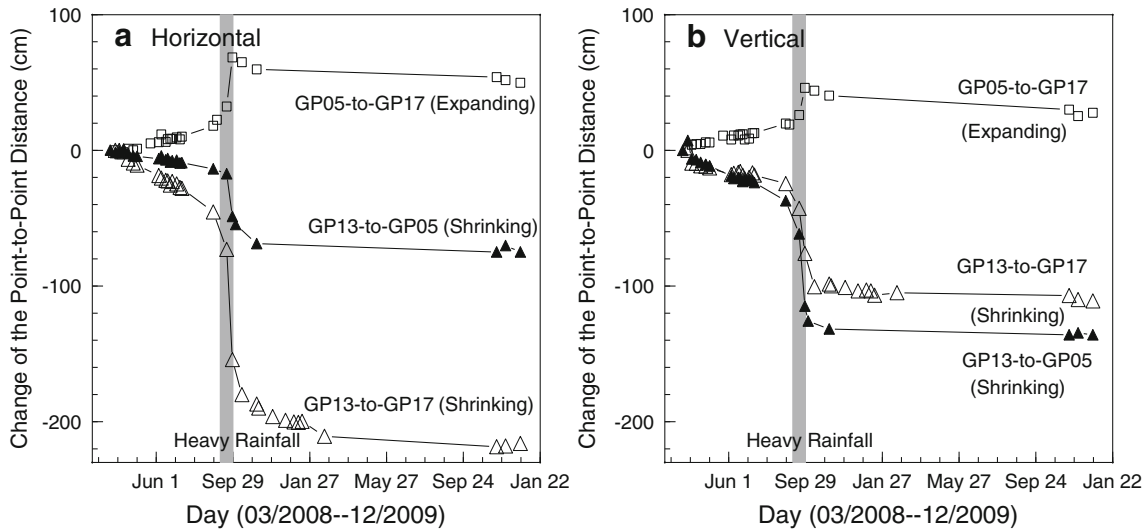 a Horizontal
Change of the Point-to-Point Distance (cm)
100
0
-100
-200
GP05-to-GP17 (Expanding)
GP13-to-GP05 (Shrinking)
GP13-to-GP17 (Shrinking)
Heavy Rainfall
Jun 1 Sep 29 Jan 27 May 27 Sep 24 Jan 22
Day (03/2008--12/2009)
b Vertical
Change of the Point-to-Point Distance (cm)
100
0
-100
-200
GP05-to-GP17
(Expanding)
GP13-to-GP17
(Shrinking)
GP13-to-GP05
(Shrinking)
Heavy Rainfall
Jun 1 Sep 29 Jan 27 May 27 Sep 24 Jan 22
Day (03/2008--12/2009)